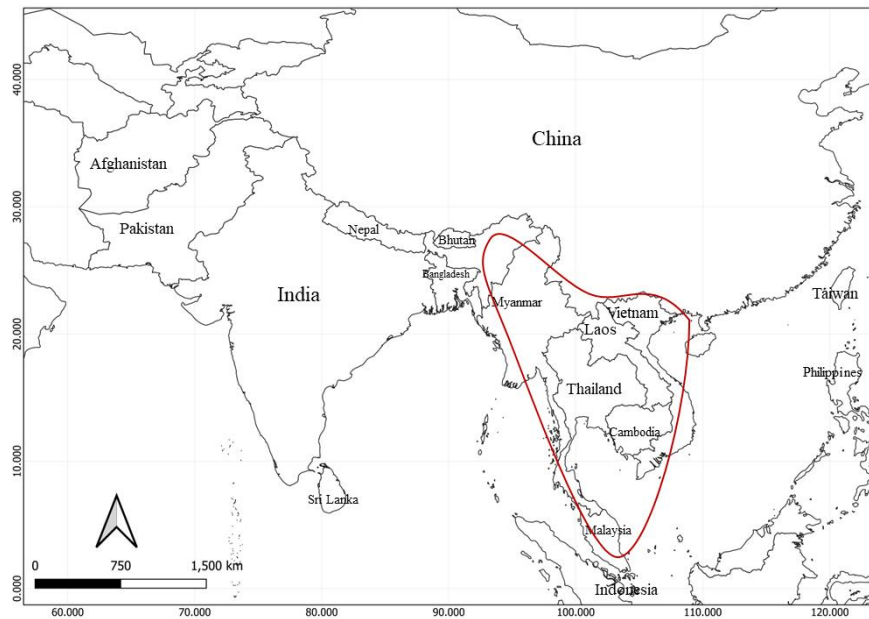 40.000
30.000
20.000
10.000
0.000
China
Afghanistan
Pakistan
Nepal
Bhutan
Bangladesh
India
Myanmar
Vietnam
Laos
Taiwan
Thailand
Philippines
Cambodia
Sri Lanka
Malaysia
Indonesia
0 750 1,500 km
60.000 70.000 80.000 90.000 100.000 110.000 120.000